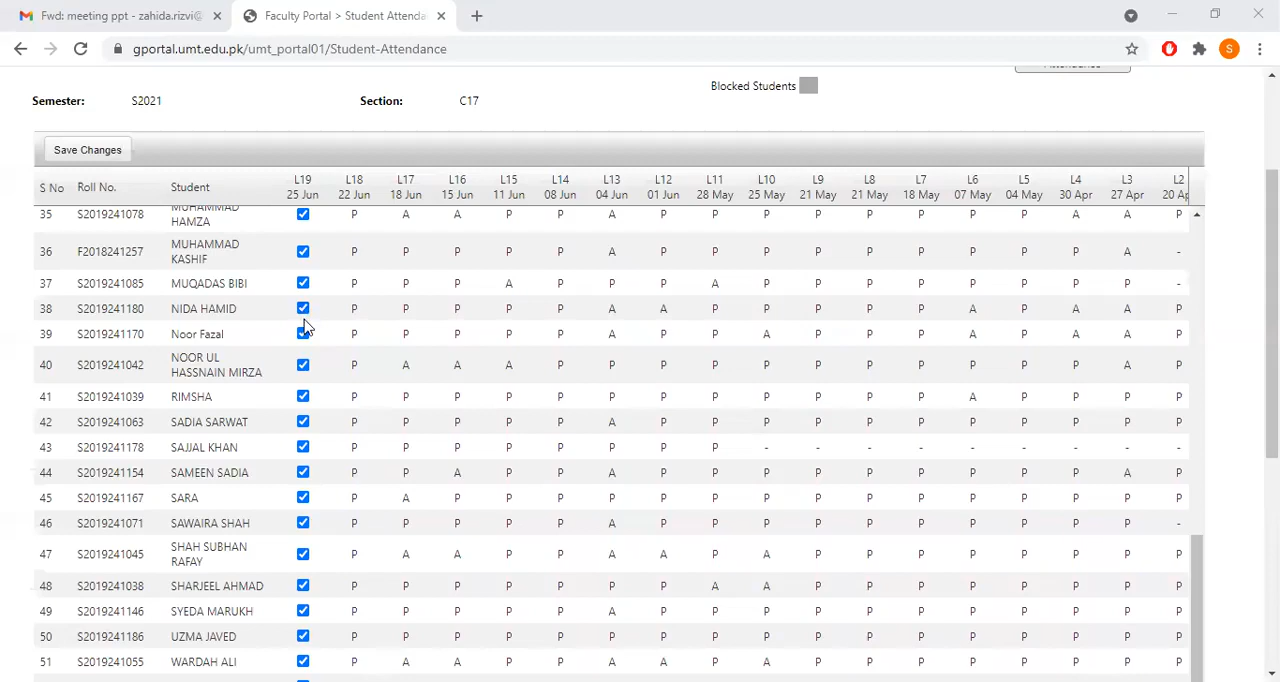 Fwd: meeting ppt - zahida.rizvi@
Faculty Portal > Student Attenda
gportal.umt.edu.pk/umt_portal01/Student-Attendance
S
Blocked Students
Semester: S2021 Section: C17
Save Changes
S No Roll No. Student L19 25 Jun L18 22 Jun L17 18 Jun L16 15 Jun L15 11 Jun L14 08 Jun L13 04 Jun L12 01 Jun L11 28 May L10 25 May L9 21 May L8 21 May L7 18 May L6 07 May L5 04 May L4 30 Apr L3 27 Apr L2 20 Ap
35 S2019241078 MUHAMMAD HAMZA P A A P P A P P P P P P P P A A P
36 F2018241257 MUHAMMAD KASHIF P P P P P A P P P P P P P P P A -
37 S2019241085 MUQADAS BIBI P P P A P P P A P P P P P P P P -
38 S2019241180 NIDA HAMID P P P P P A A P P P P P A P A A P
39 S2019241170 Noor Fazal P P P P P A P P A P P P A P A A P
40 S2019241042 NOOR UL HASSNAIN MIRZA P A A A P P P P P P P P P P P A P
41 S2019241039 RIMSHA P P P P P P P P P P P P A P P P P
42 S2019241063 SADIA SARWAT P P P P P A P P P P P P P P P P P
43 S2019241178 SAJJAL KHAN P P P P P P P P - - - - - - - - -
44 S2019241154 SAMEEN SADIA P P A P P A P P P P P P P P P A P
45 S2019241167 SARA P A P P P P P P P P P P P P P P P
46 S2019241071 SAWAIRA SHAH P P P P P A P P P P P P P P P P -
47 S2019241045 SHAH SUBHAN RAFAY P A A P P A A P A P P P P P P P P
48 S2019241038 SHARJEEL AHMAD P P P P P P P A A P P P P P P P P
49 S2019241146 SYEDA MARUKH P P P P P A P P P P P P P P P P P
50 S2019241186 UZMA JAVED P P P P P P P P P P P P P P P P P
51 S2019241055 WARDAH ALI P A A P P A A P A P P P P P P P P